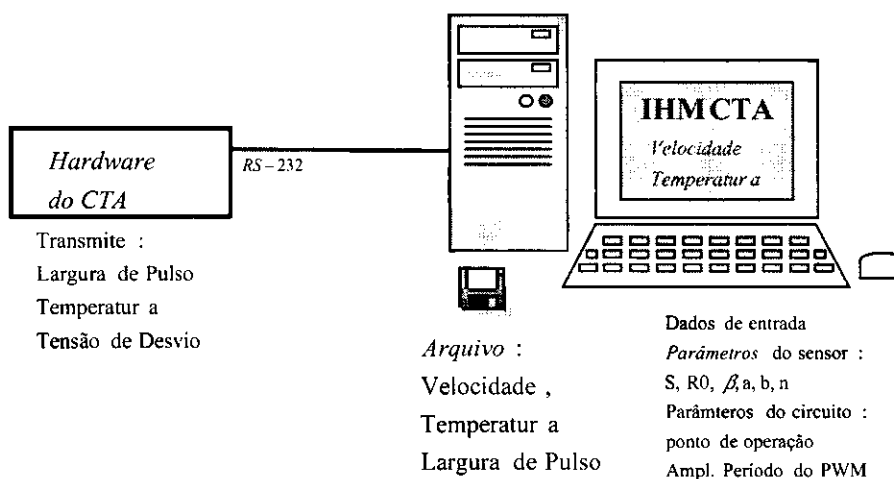 Hardware
do CTA
RS-232
Transmite :
Largura de Pulso
Temperatur a
Tensão de Desvio
Arquivo :
Velocidade ,
Temperatur a
Largura de Pulso
IHMCTA
Velocidade
Temperatur a
Dados de entrada
Parâmetros do sensor :
S, R0, β, a, b, n
Parâmteros do circuito :
ponto de operação
Ampl. Período do PWM